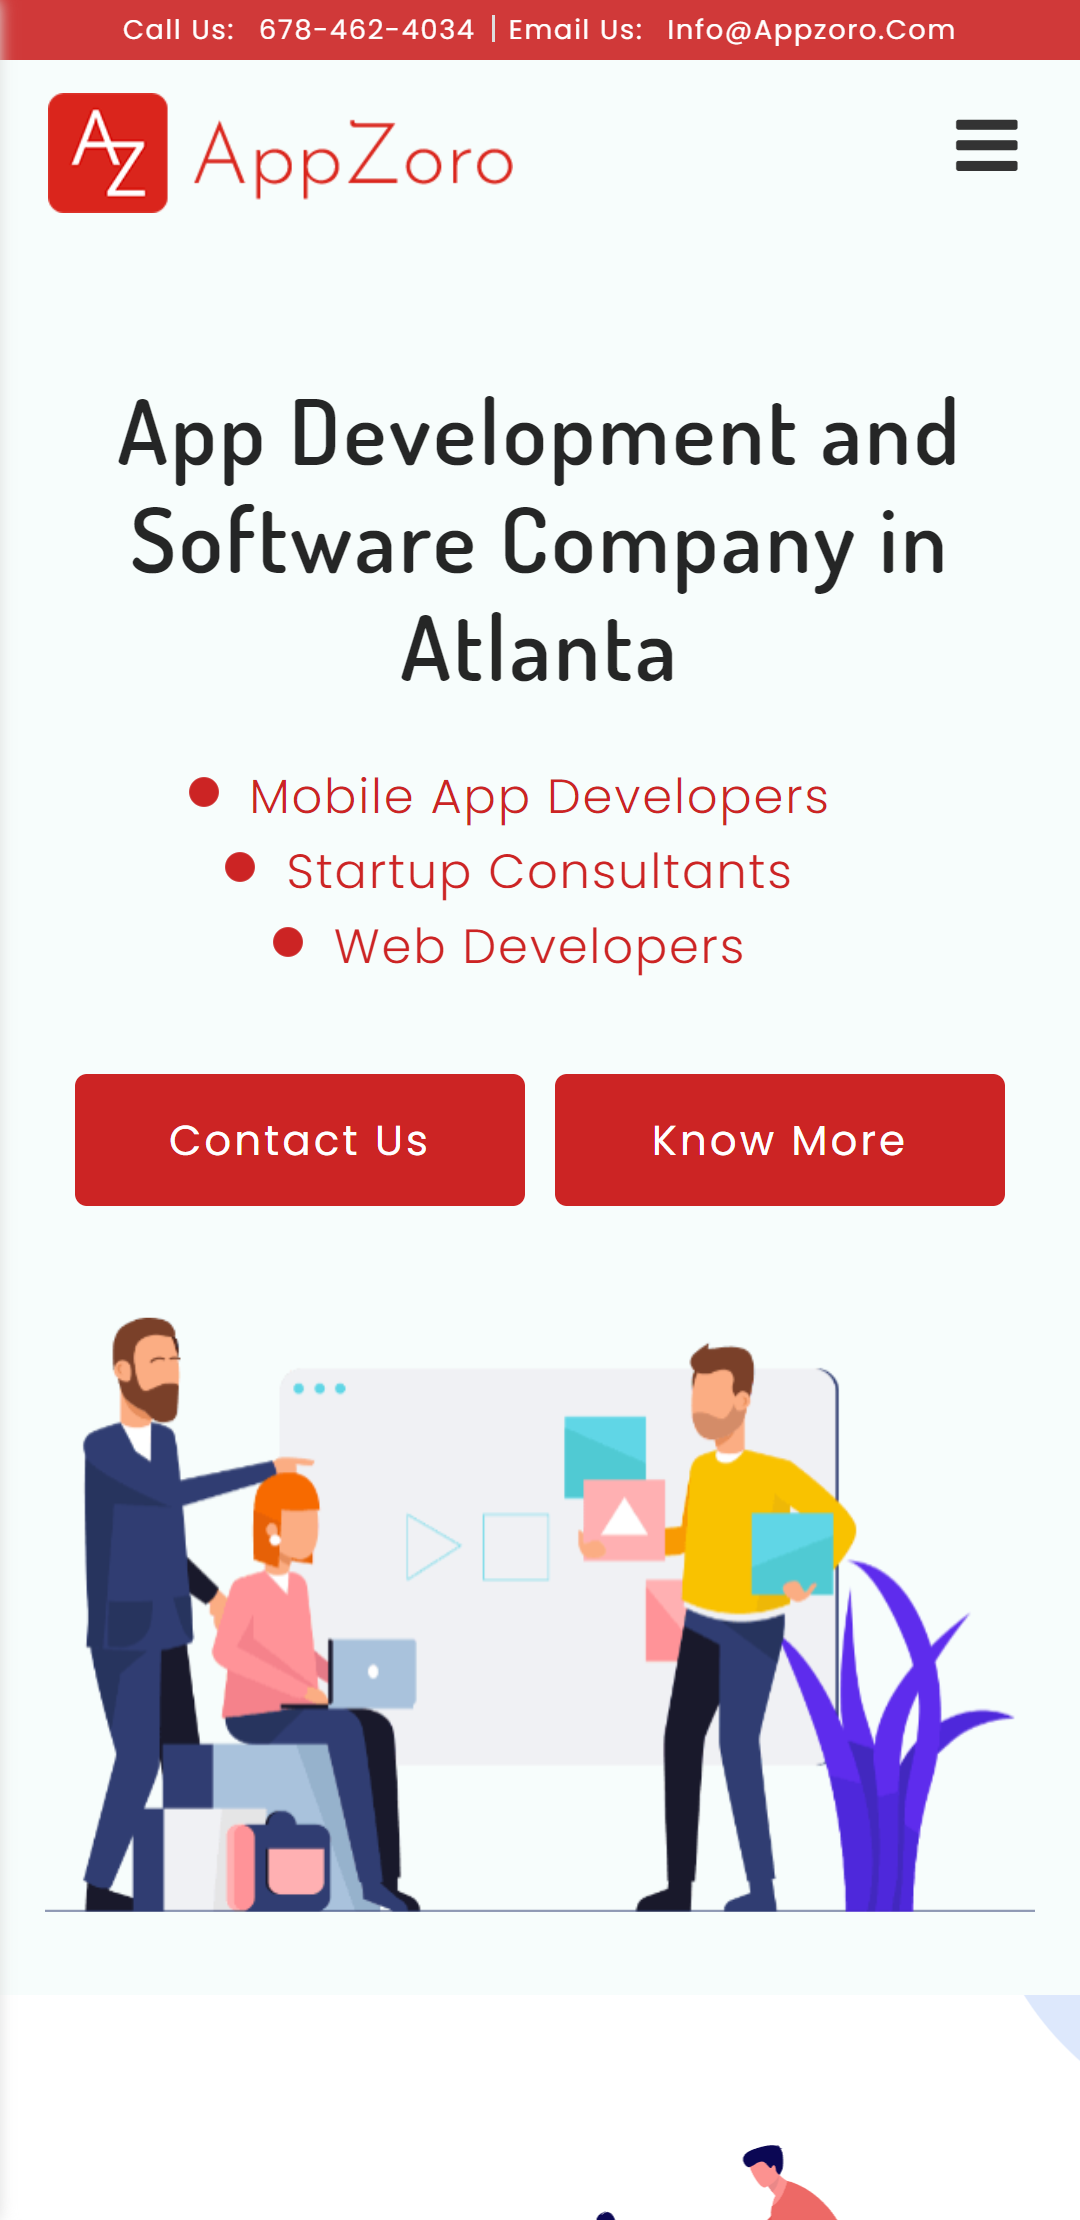 Call Us: 678-462-4034 | Email Us: Info@Appzoro.Com
AZ AppZoro
App Development and
Software Company in
Atlanta
Mobile App Developers
Startup Consultants
Web Developers
Contact Us
Know More